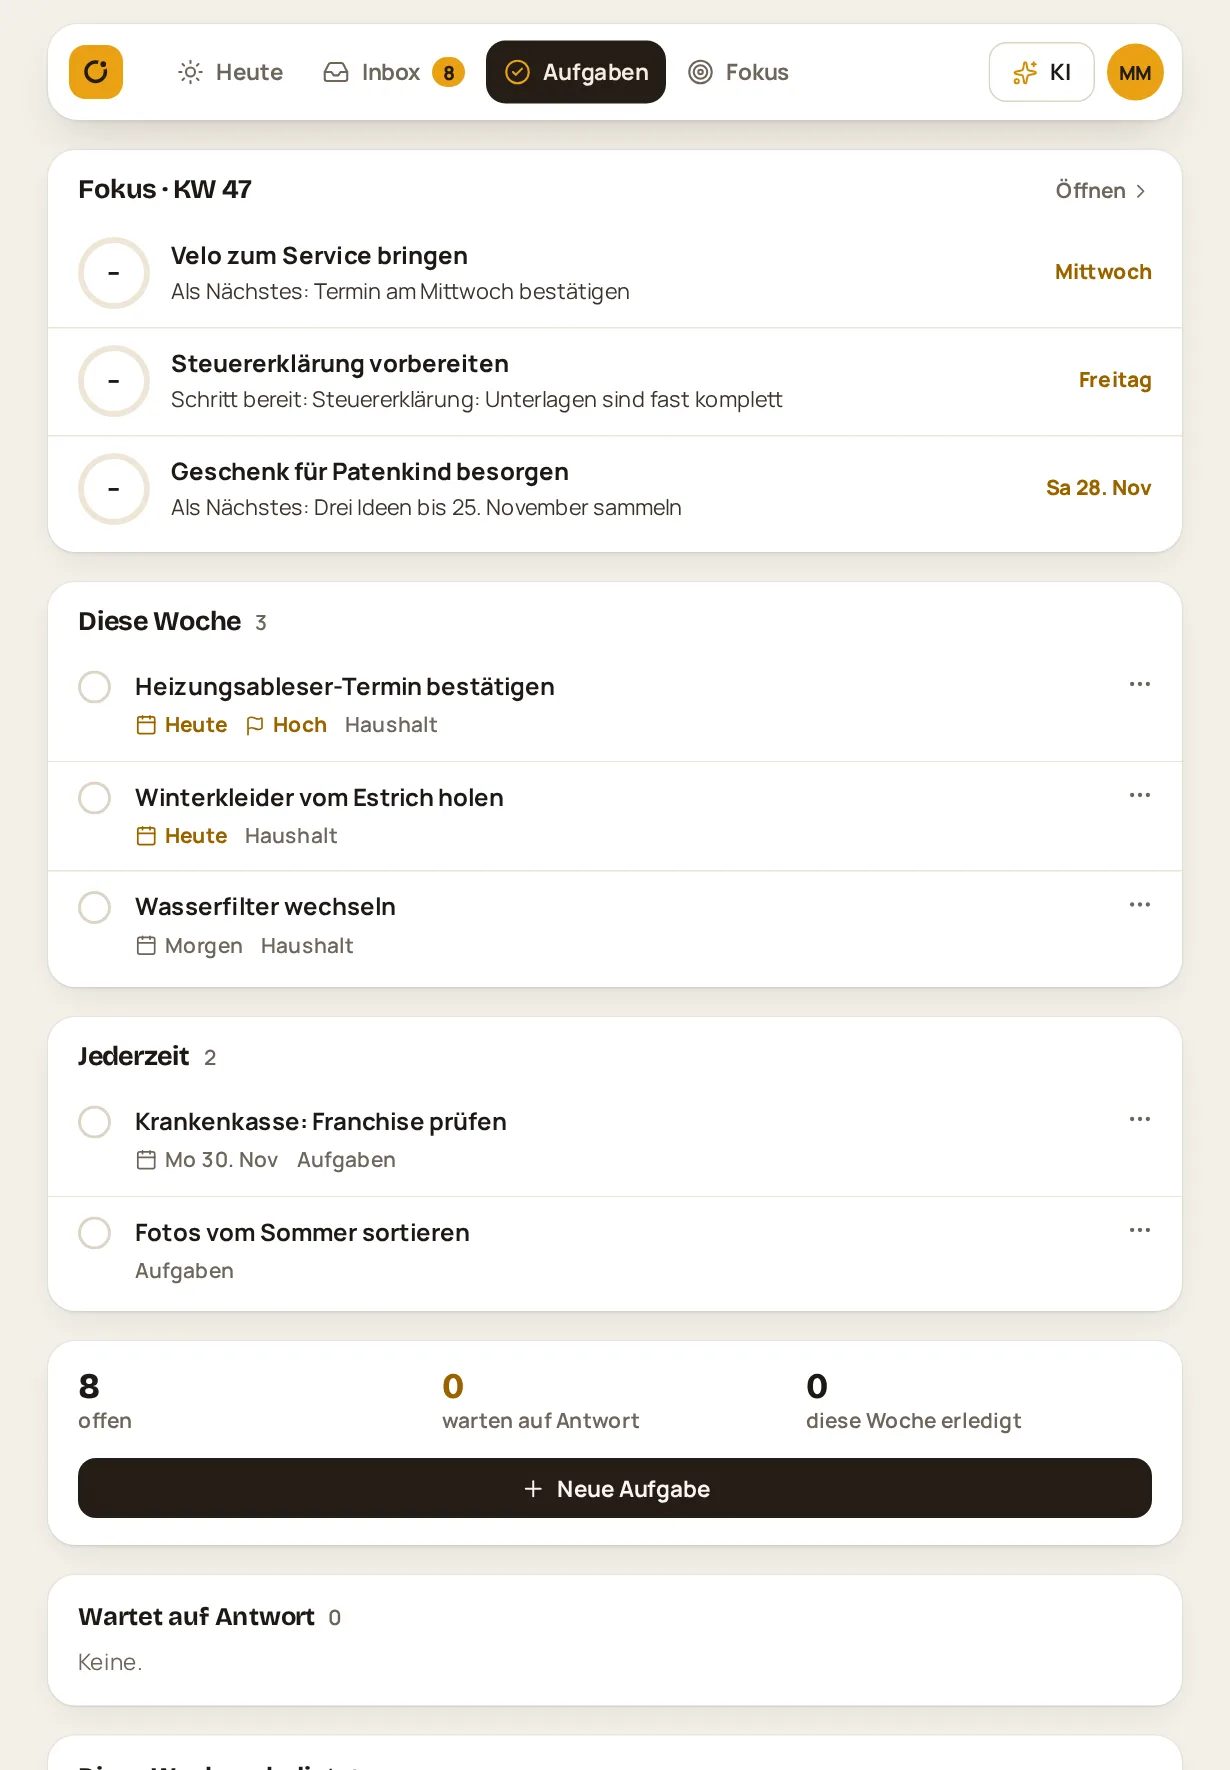 Heute
Inbox 8
Aufgaben
Fokus
KI
MM
Fokus · KW 47
Öffnen
–
Velo zum Service bringen
Als Nächstes: Termin am Mittwoch bestätigen
Mittwoch
–
Steuererklärung vorbereiten
Schritt bereit: Steuererklärung: Unterlagen sind fast komplett
Freitag
–
Geschenk für Patenkind besorgen
Als Nächstes: Drei Ideen bis 25. November sammeln
Sa 28. Nov
Diese Woche 3
Heizungsableser-Termin bestätigen
Heute Hoch Haushalt
Winterkleider vom Estrich holen
Heute Haushalt
Wasserfilter wechseln
Morgen Haushalt
Jederzeit 2
Krankenkasse: Franchise prüfen
Mo 30. Nov Aufgaben
Fotos vom Sommer sortieren
Aufgaben
8
offen
0
warten auf Antwort
0
diese Woche erledigt
Neue Aufgabe
Wartet auf Antwort 0
Keine.